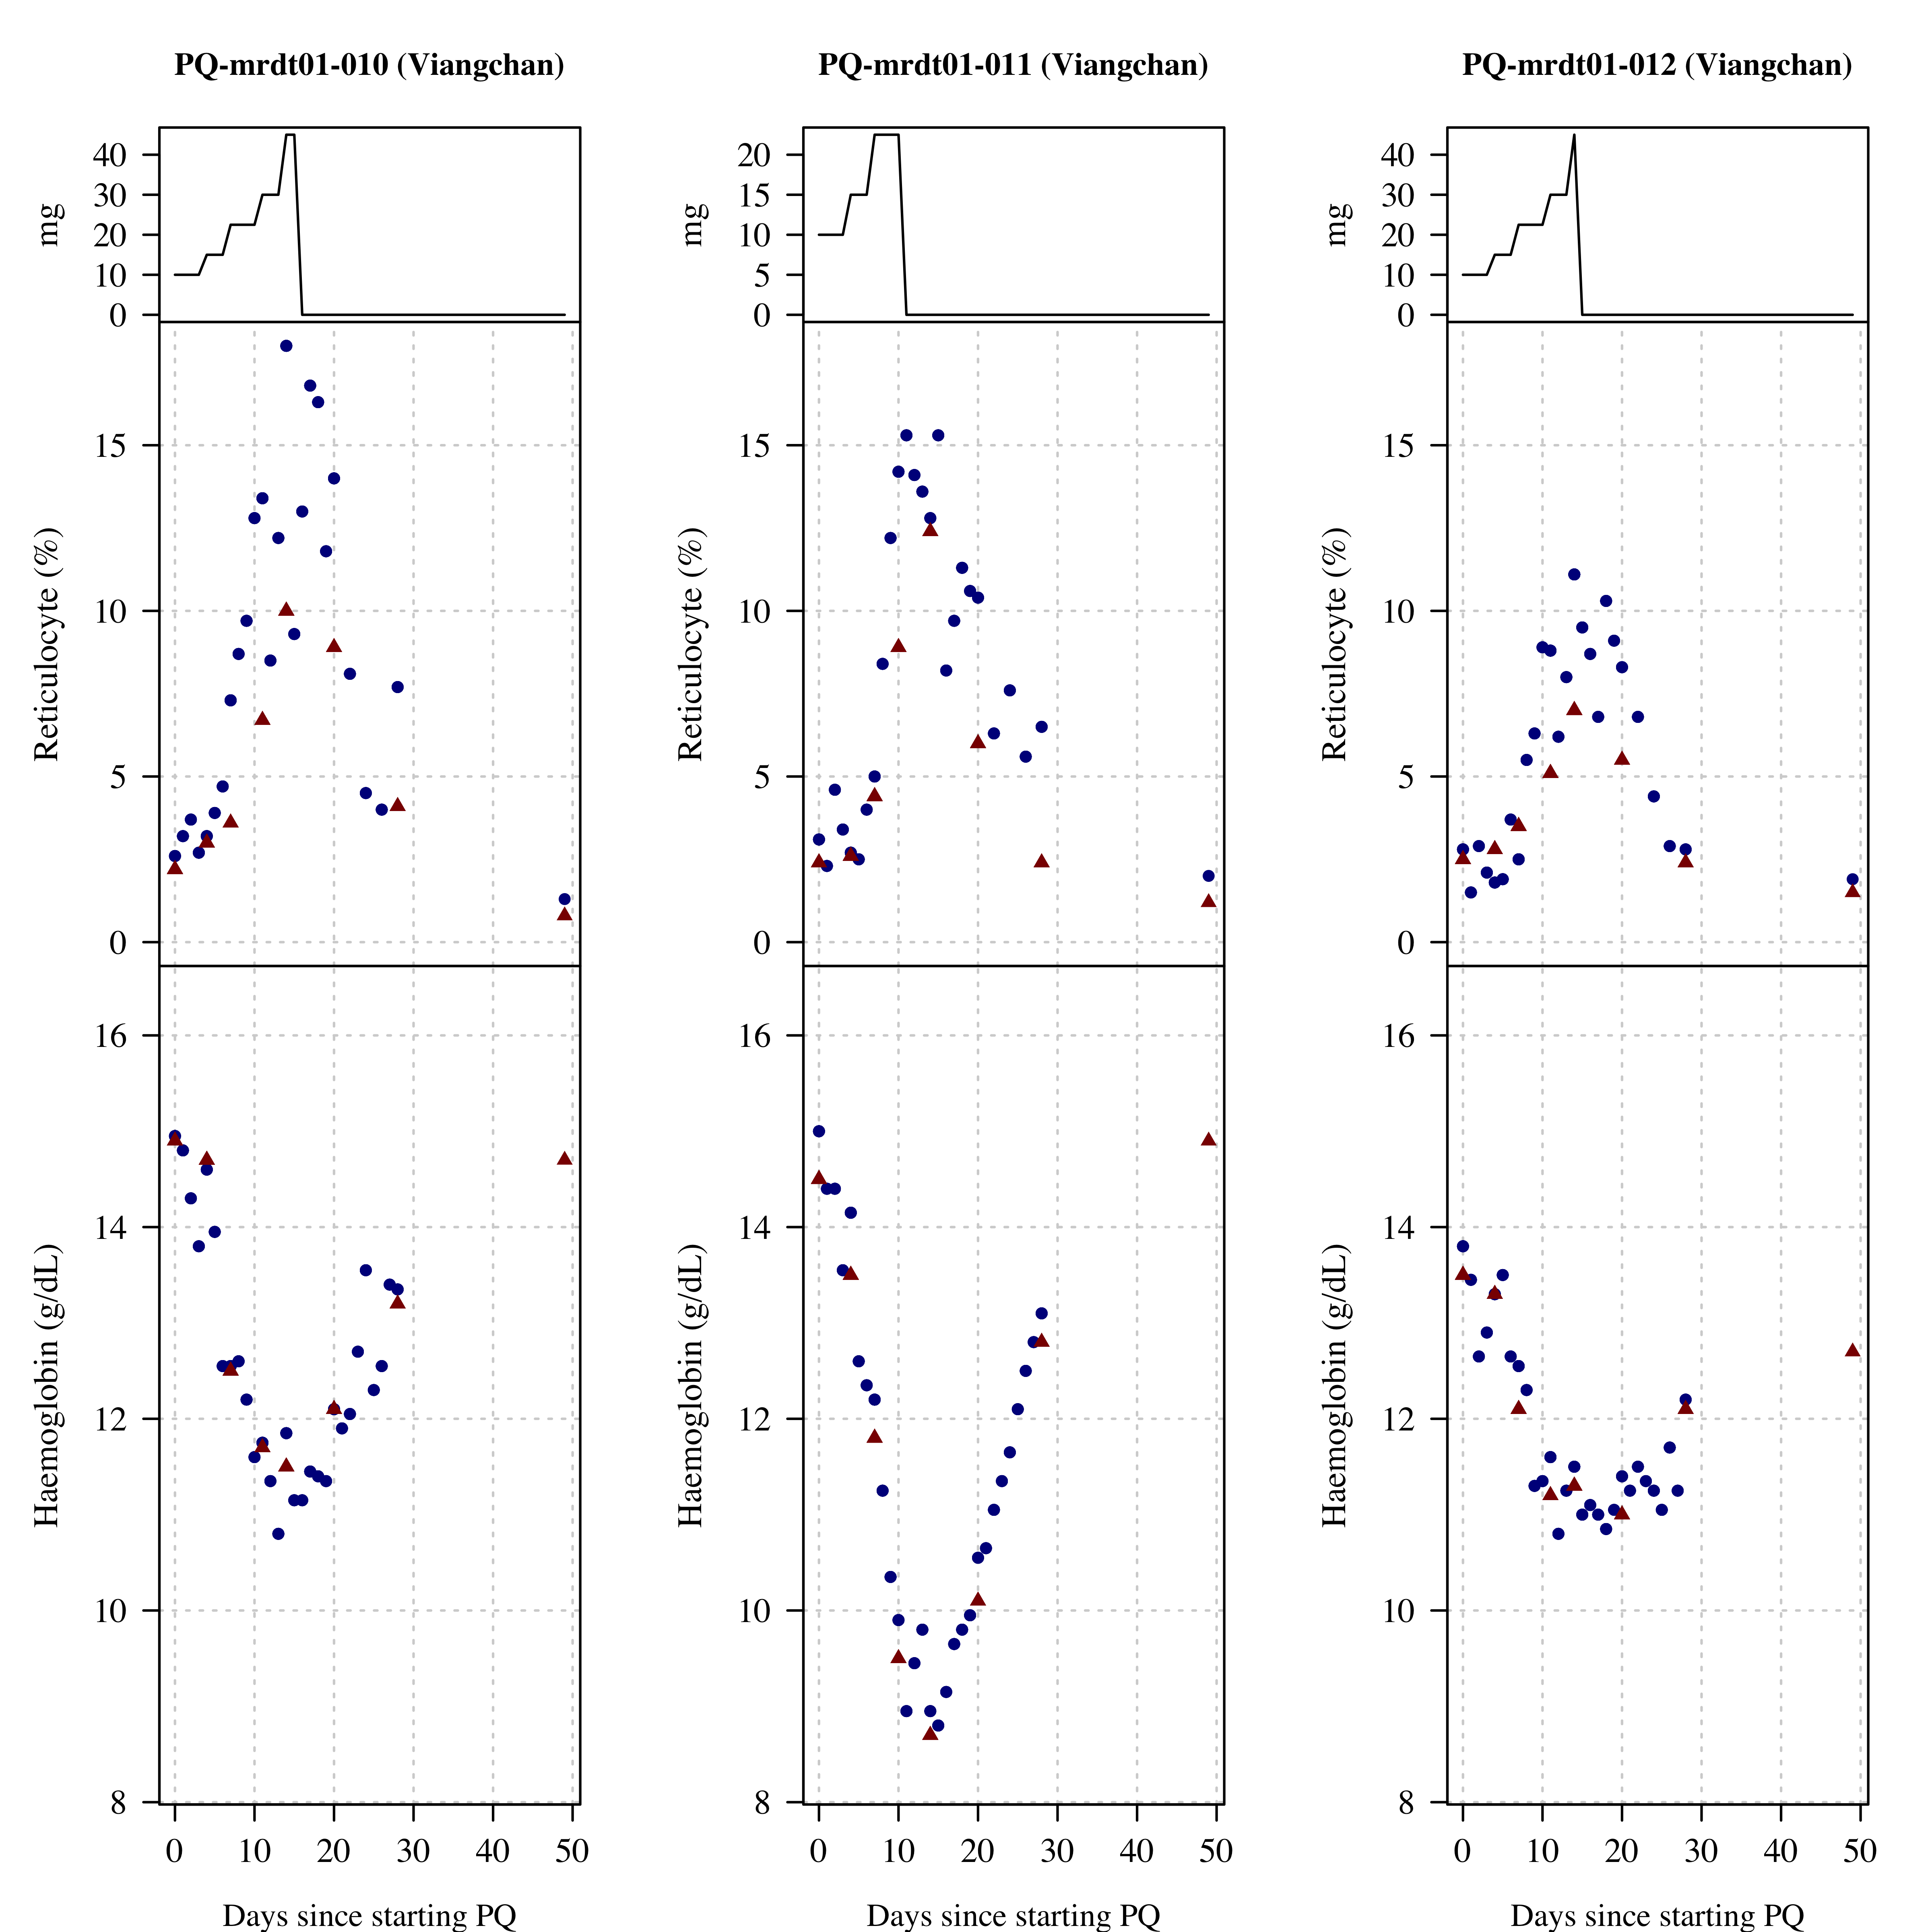 PQ-mrdt01-010 (Viangchan)
mg
40
30
20
10
0
Reticulocyte (%)
15
10
5
0
Haemoglobin (g/dL)
16
14
12
10
8
0 10 20 30 40 50
Days since starting PQ
PQ-mrdt01-011 (Viangchan)
mg
20
15
10
5
0
Reticulocyte (%)
15
10
5
0
Haemoglobin (g/dL)
16
14
12
10
8
0 10 20 30 40 50
Days since starting PQ
PQ-mrdt01-012 (Viangchan)
mg
40
30
20
10
0
Reticulocyte (%)
15
10
5
0
Haemoglobin (g/dL)
16
14
12
10
8
0 10 20 30 40 50
Days since starting PQ